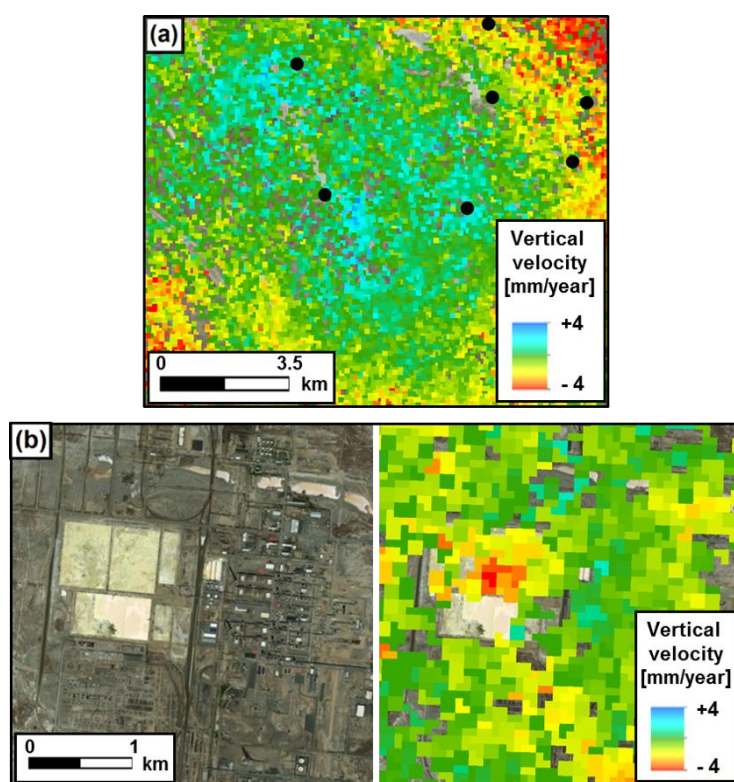 (a)
Vertical
velocity
[mm/year]
+4
- 4
0 3.5
km
(b)
0 1
km
Vertical
velocity
[mm/year]
+4
- 4